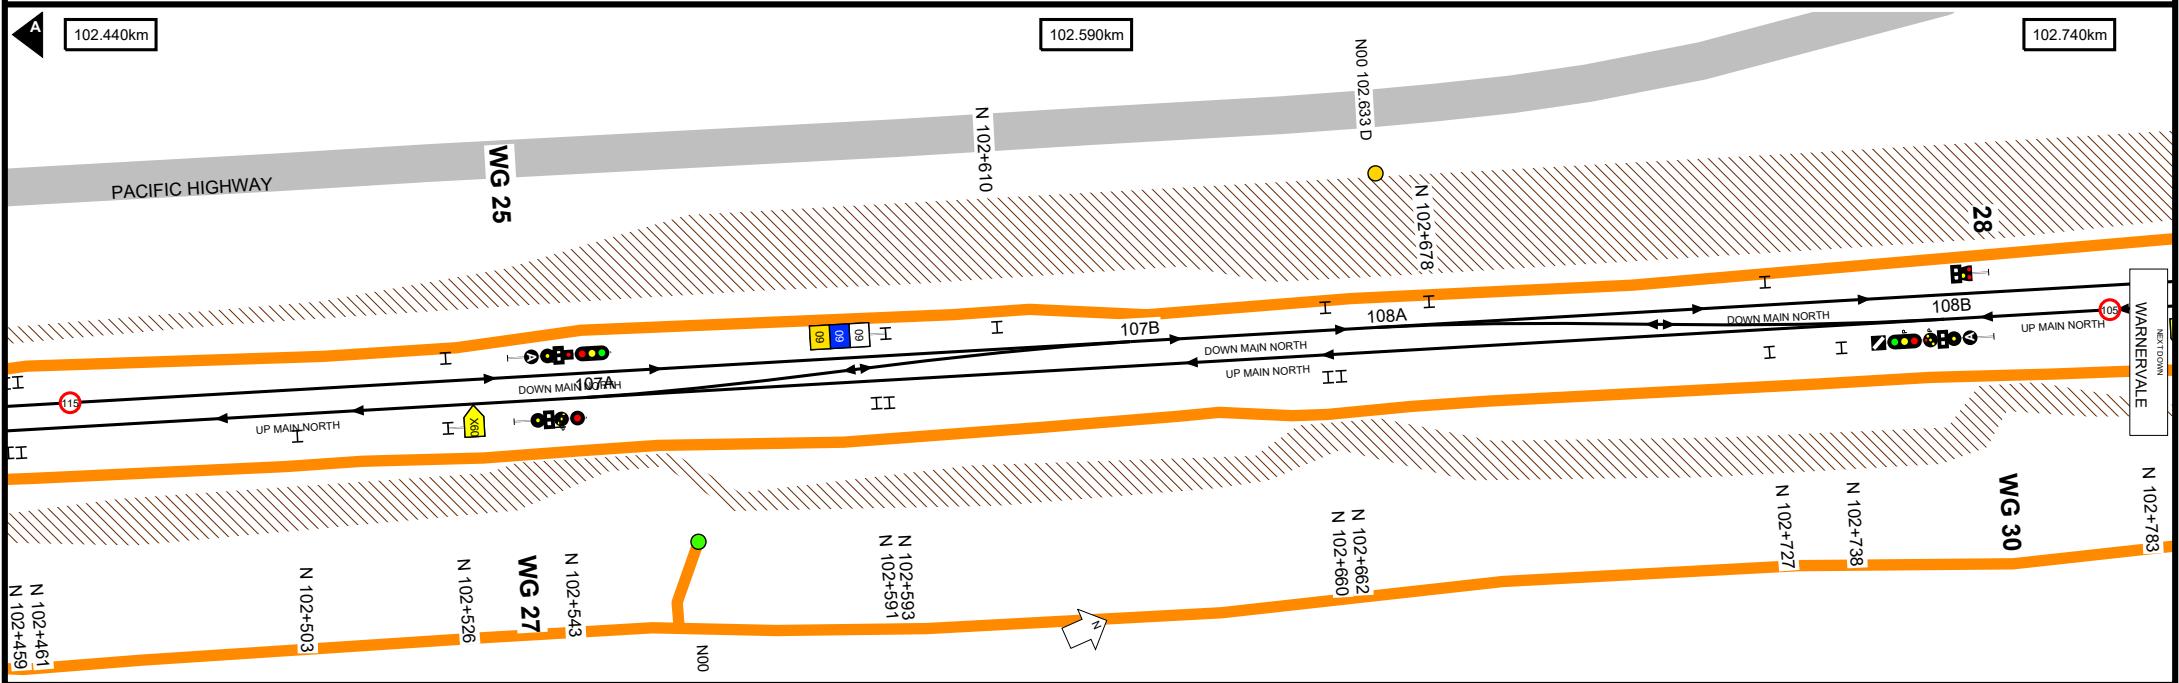 A
102.440km
102.590km
102.740km
N00 102.633 D
N 102+610
WG 25
PACIFIC HIGHWAY
N 102+678
28
60
60
60
107B
108A
108B
DOWN MAIN NORTH
UP MAIN NORTH
105
WARNERVALE
NEXT DOWN
DOWN MAIN NORTH
UP MAIN NORTH
A
A
DOWN MAIN NORTH
107A
115
UP MAIN NORTH
X60
N 102+459
N 102+461
N 102+503
N 102+526
WG 27
N 102+543
N00
N 102+591
N 102+593
N
N 102+660
N 102+662
N 102+727
N 102+738
WG 30
N 102+783